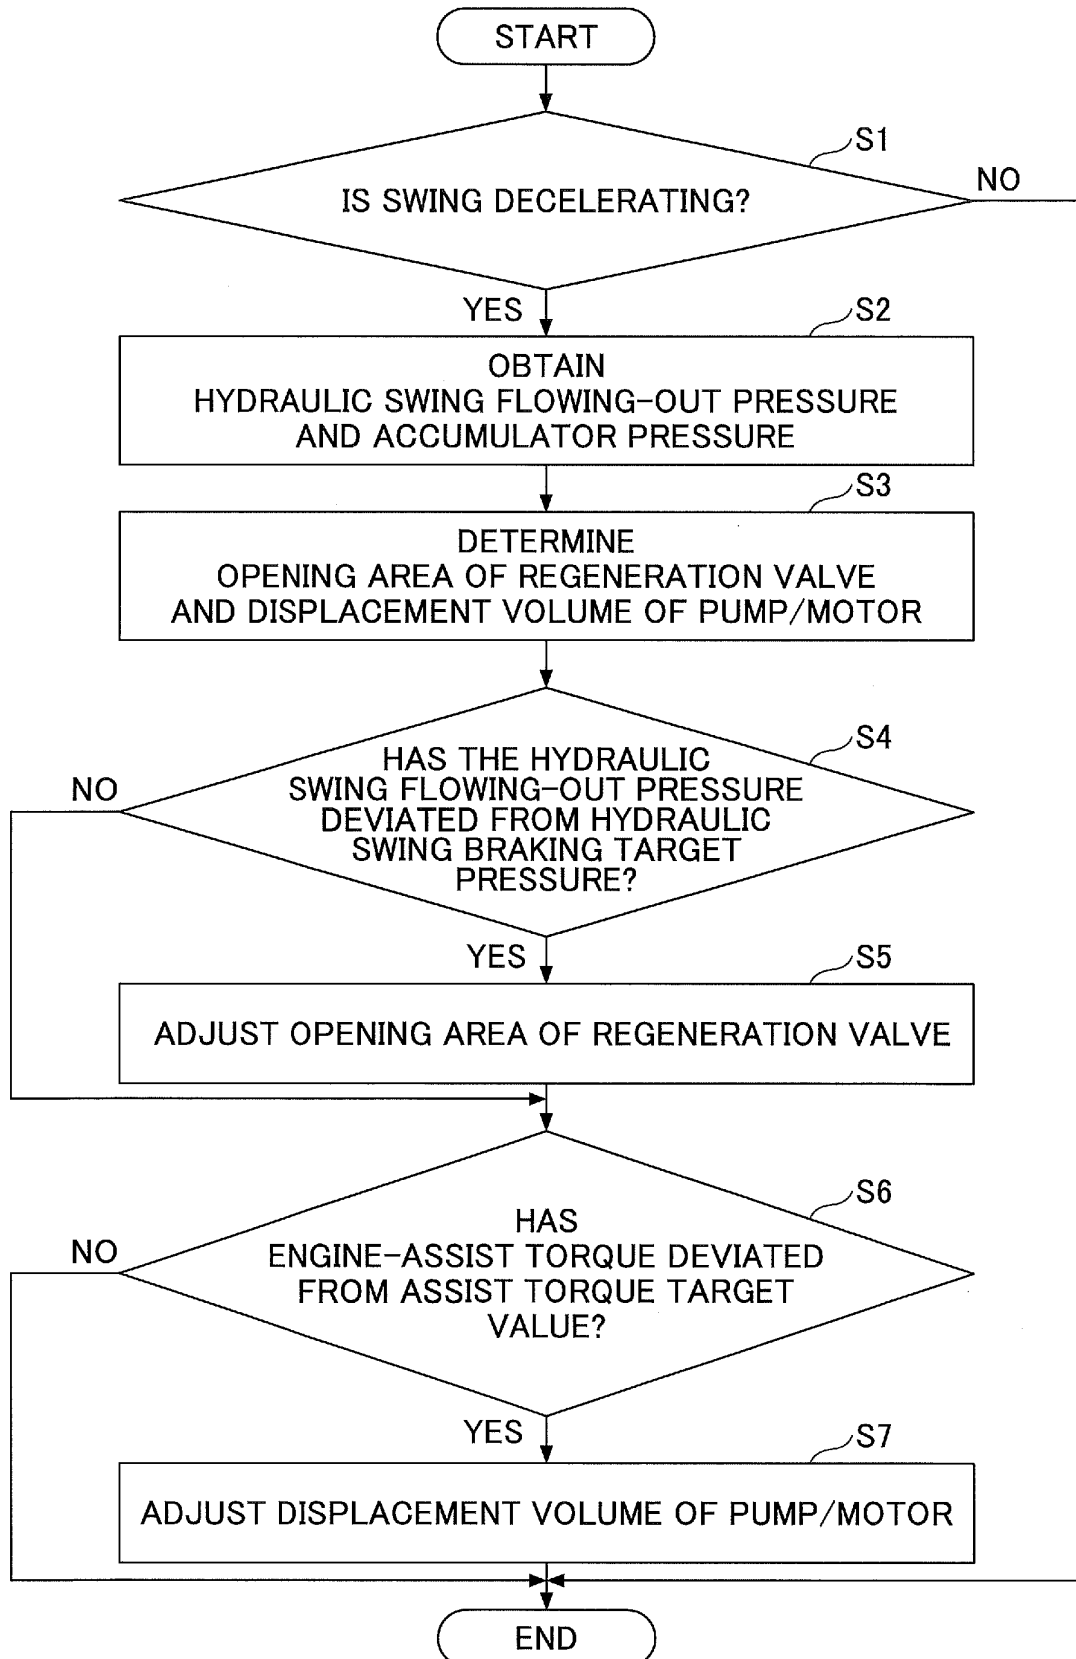 START
S1
NO
IS SWING DECELERATING?
YES
S2
OBTAIN
HYDRAULIC SWING FLOWING-OUT PRESSURE
AND ACCUMULATOR PRESSURE
S3
DETERMINE
OPENING AREA OF REGENERATION VALVE
AND DISPLACEMENT VOLUME OF PUMP/MOTOR
S4
NO
HAS THE HYDRAULIC
SWING FLOWING-OUT PRESSURE
DEVIATED FROM HYDRAULIC
SWING BRAKING TARGET
PRESSURE?
YES
S5
ADJUST OPENING AREA OF REGENERATION VALVE
S6
NO
HAS
ENGINE-ASSIST TORQUE DEVIATED
FROM ASSIST TORQUE TARGET
VALUE?
YES
S7
ADJUST DISPLACEMENT VOLUME OF PUMP/MOTOR
END